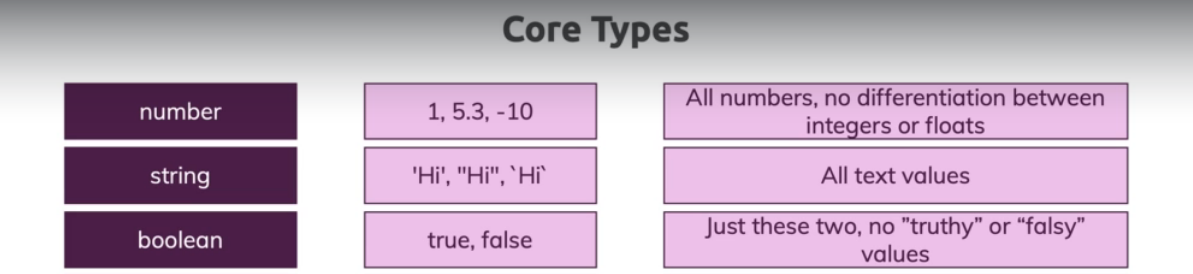 Core Types
number
1, 5.3, -10
All numbers, no differentiation between
integers or floats
string
'Hi', "Hi", `Hi`
All text values
boolean
true, false
Just these two, no ”truthy” or “falsy”
values